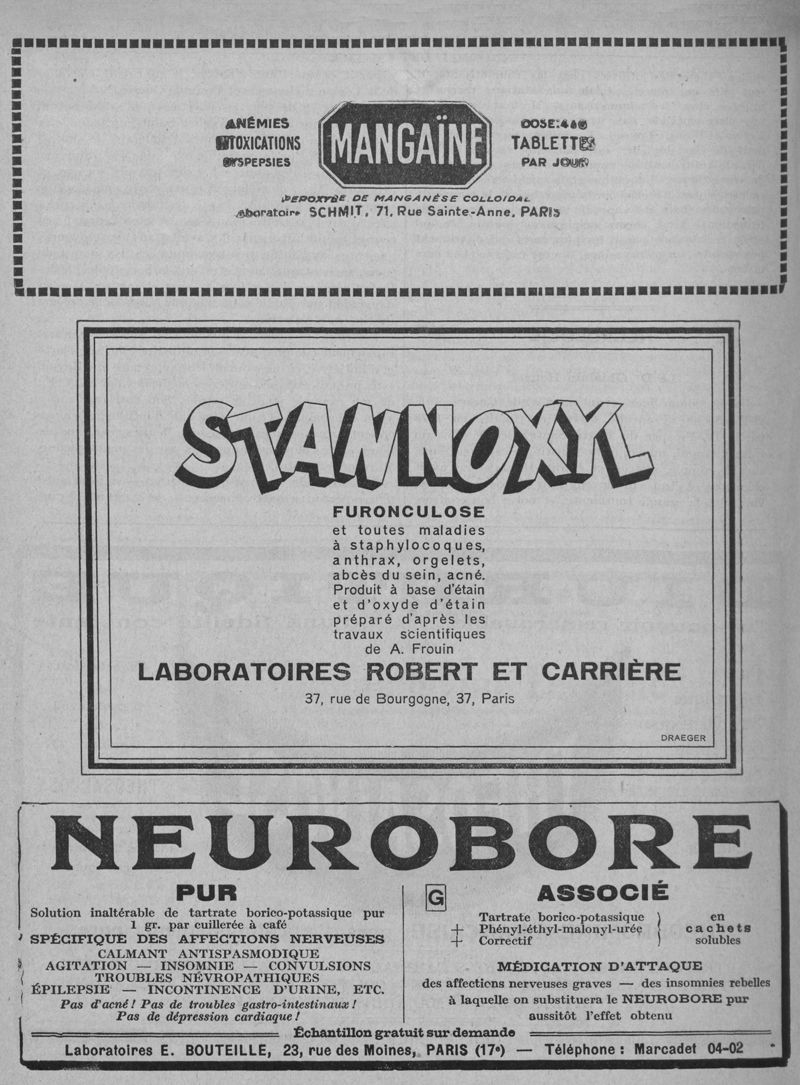 ANÉMIES
INTOXICATIONS
DYSPEPSIES
MANGAÏNE
DOSE: 4 à 6
TABLETTES
PAR JOUR
PEROXYDE DE MANGANÈSE COLLOIDAL
Laboratoire SCHMIT, 71, Rue Sainte-Anne, PARIS
STANNOXYL
FURONCULOSE
et toutes maladies
à staphylocoques,
anthrax, orgelets,
abcès du sein, acné.
Produit à base d'étain
et d'oxyde d'étain
préparé d'après les
travaux scientifiques
de A. Frouin
LABORATOIRES ROBERT ET CARRIÈRE
37, rue de Bourgogne, 37, Paris
DRAEGER
NEUROBORE
PUR
Solution inaltérable de tartrate borico-potassique pur
1 gr. par cuillerée à café
SPÉCIFIQUE DES AFFECTIONS NERVEUSES
CALMANT ANTISPASMODIQUE
AGITATION — INSOMNIE — CONVULSIONS
TROUBLES NÉVROPATHIQUES
ÉPILEPSIE — INCONTINENCE D'URINE, ETC.
Pas d'acné! Pas de troubles gastro-intestinaux!
Pas de dépression cardiaque!
G
ASSOCIÉ
Tartrate borico-potassique } en
+ Phényl-éthyl-malonyl-urée } cachets
+ Correctif } solubles
MÉDICATION D'ATTAQUE
des affections nerveuses graves — des insomnies rebelles
à laquelle on substituera le NEUROBORE pur
aussitôt l'effet obtenu
Échantillon gratuit sur demande
Laboratoires E. BOUTEILLE, 23, rue des Moines, PARIS (17e) — Téléphone : Marcadet 04-02